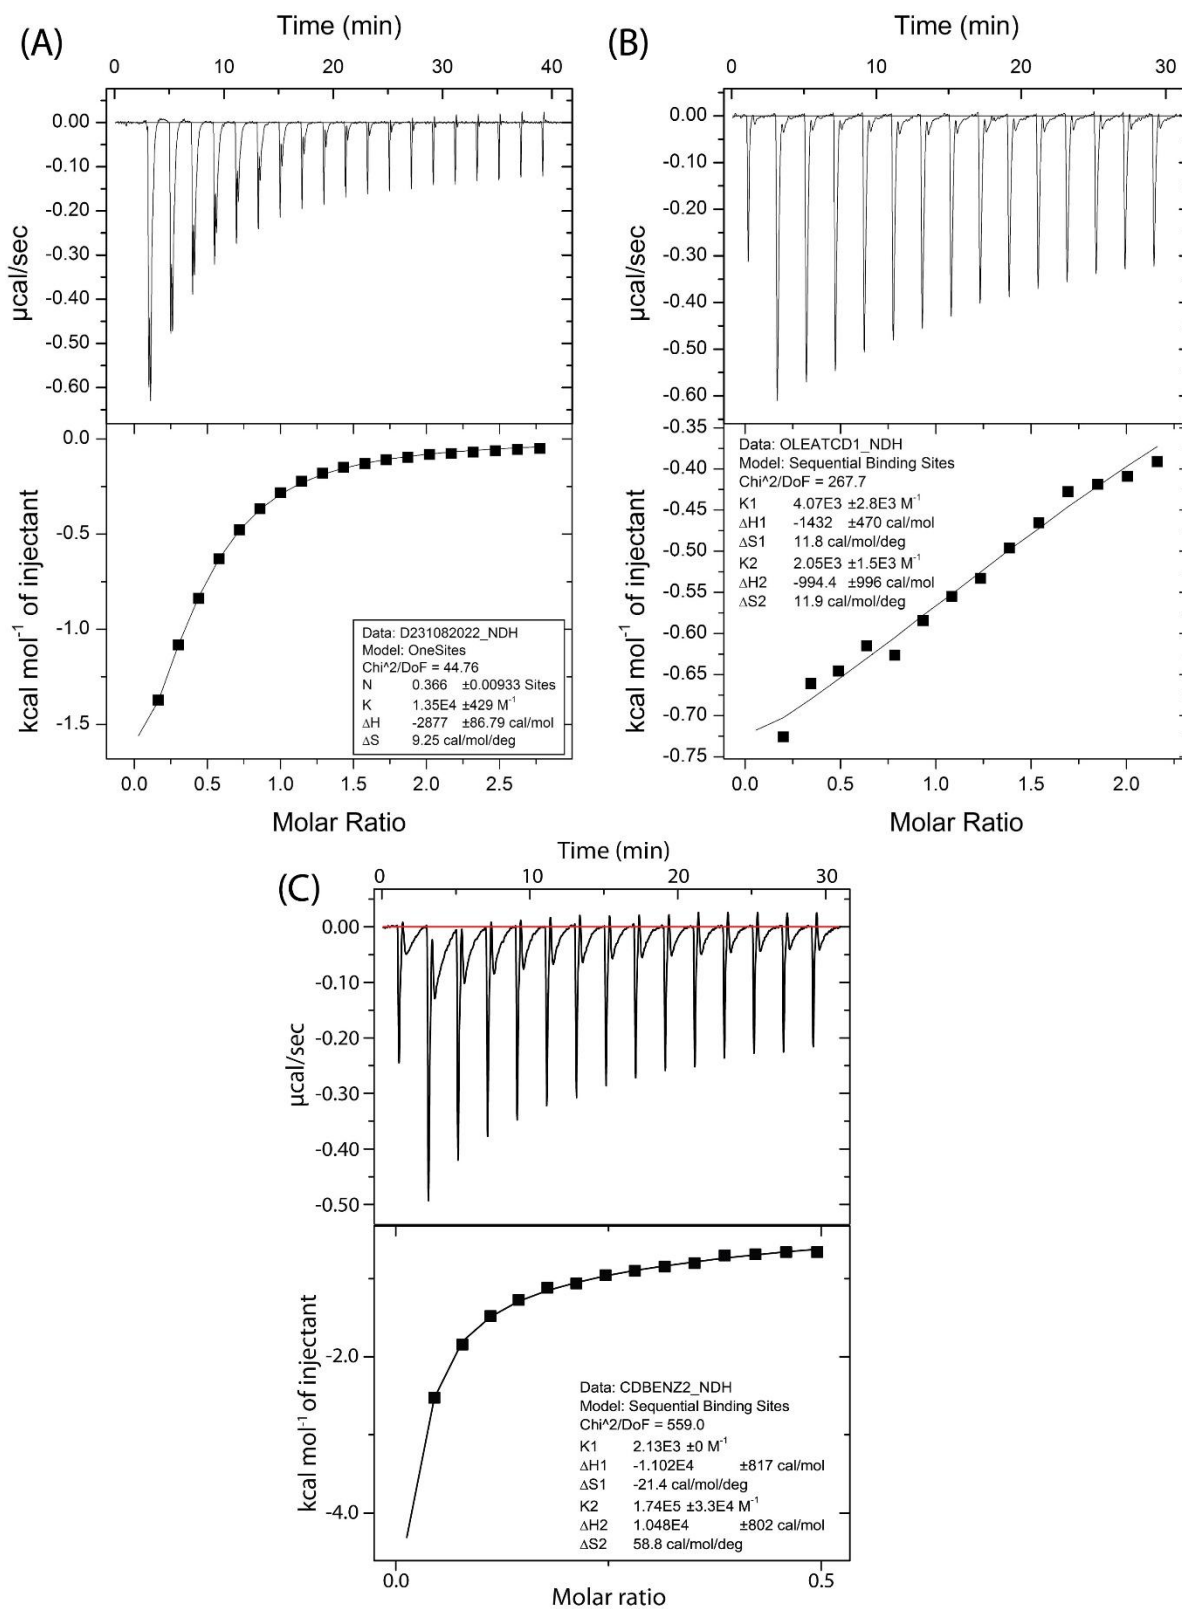 (A)
Time (min)
0 10 20 30 40
µcal/sec
0.00
-0.10
-0.20
-0.30
-0.40
-0.50
-0.60
kcal mol⁻¹ of injectant
0.0
-0.5
-1.0
-1.5
Data: D231082022_NDH
Model: OneSites
Chi^2/DoF = 44.76
N 0.366 ±0.00933 Sites
K 1.35E4 ±429 M⁻¹
ΔH -2877 ±86.79 cal/mol
ΔS 9.25 cal/mol/deg
0.0 0.5 1.0 1.5 2.0 2.5
Molar Ratio
(B)
Time (min)
0 10 20 30
µcal/sec
0.00
-0.10
-0.20
-0.30
-0.40
-0.50
-0.60
kcal mol⁻¹ of injectant
-0.35
-0.40
-0.45
-0.50
-0.55
-0.60
-0.65
-0.70
-0.75
Data: OLEATCD1_NDH
Model: Sequential Binding Sites
Chi^2/DoF = 267.7
K1 4.07E3 ±2.8E3 M⁻¹
ΔH1 -1432 ±470 cal/mol
ΔS1 11.8 cal/mol/deg
K2 2.05E3 ±1.5E3 M⁻¹
ΔH2 -994.4 ±996 cal/mol
ΔS2 11.9 cal/mol/deg
0.0 0.5 1.0 1.5 2.0
Molar Ratio
(C)
Time (min)
0 10 20 30
µcal/sec
0.00
-0.10
-0.20
-0.30
-0.40
-0.50
kcal mol⁻¹ of injectant
-2.0
-4.0
Data: CDBENZ2_NDH
Model: Sequential Binding Sites
Chi^2/DoF = 559.0
K1 2.13E3 ±0 M⁻¹
ΔH1 -1.102E4 ±817 cal/mol
ΔS1 -21.4 cal/mol/deg
K2 1.74E5 ±3.3E4 M⁻¹
ΔH2 1.048E4 ±802 cal/mol
ΔS2 58.8 cal/mol/deg
0.0 0.5
Molar ratio